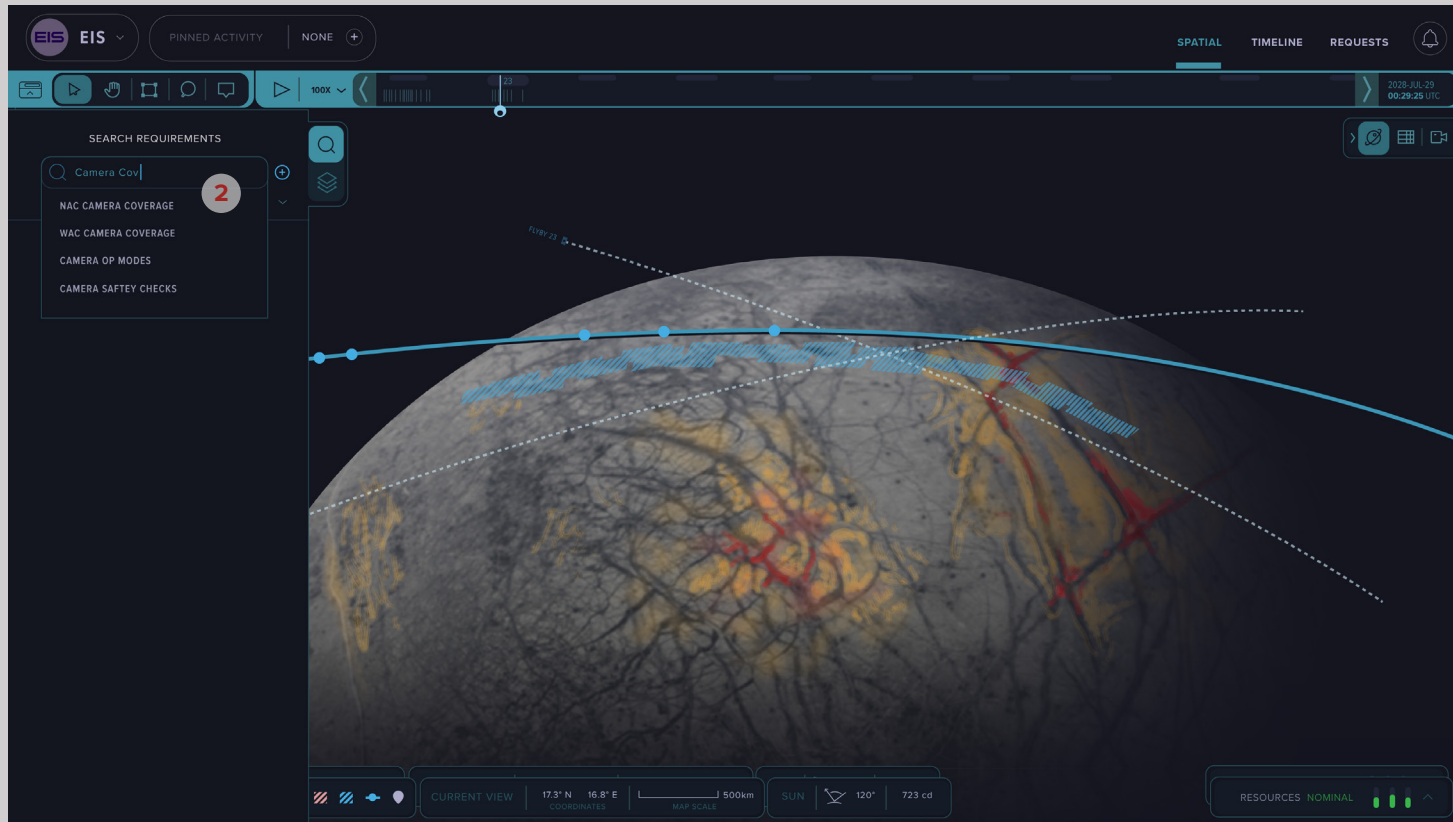 EIS EIS
PINNED ACTIVITY NONE
SPATIAL TIMELINE REQUESTS
100X
23
2028-JUL-29
00:29:25 UTC
SEARCH REQUIREMENTS
Camera Cov
2
NAC CAMERA COVERAGE
WAC CAMERA COVERAGE
CAMERA OP MODES
CAMERA SAFTEY CHECKS
FLYBY 23
CURRENT VIEW
17.3° N 16.8° E
COORDINATES
500km
MAP SCALE
SUN
120°
723 cd
RESOURCES NOMINAL